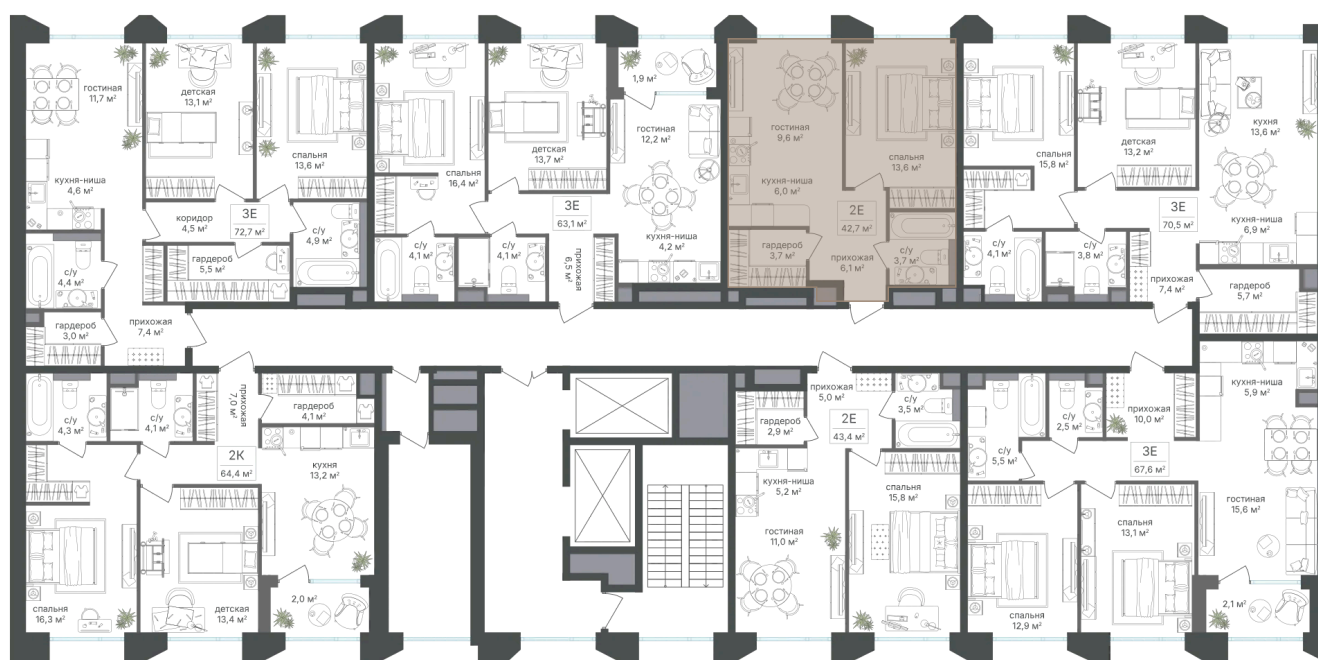 гостиная
11,7 м²
кухня-ниша
4,6 м²
с/у
4,4 м²
гардероб
3,0 м²
прихожая
7,4 м²
детская
13,1 м²
спальня
13,6 м²
коридор
4,5 м²
3Е
72,7 м²
с/у
4,9 м²
гардероб
5,5 м²
спальня
16,4 м²
детская
13,7 м²
1,9 м²
гостиная
12,2 м²
3Е
63,1 м²
кухня-ниша
4,2 м²
с/у
4,1 м²
с/у
4,1 м²
прихожая
6,5 м²
гостиная
9,6 м²
кухня-ниша
6,0 м²
спальня
13,6 м²
2Е
42,7 м²
гардероб
3,7 м²
прихожая
6,1 м²
с/у
3,7 м²
спальня
15,8 м²
детская
13,2 м²
кухня
13,6 м²
3Е
70,5 м²
кухня-ниша
6,9 м²
с/у
4,1 м²
с/у
3,8 м²
прихожая
7,4 м²
гардероб
5,7 м²
с/у
4,3 м²
с/у
4,1 м²
прихожая
7,0 м²
гардероб
4,1 м²
2К
64,4 м²
кухня
13,2 м²
спальня
16,3 м²
детская
13,4 м²
2,0 м²
прихожая
5,0 м²
гардероб
2,9 м²
2Е
43,4 м²
с/у
3,5 м²
кухня-ниша
5,2 м²
гостиная
11,0 м²
спальня
15,8 м²
с/у
5,5 м²
с/у
2,5 м²
прихожая
10,0 м²
3Е
67,6 м²
кухня-ниша
5,9 м²
гостиная
15,6 м²
спальня
13,1 м²
спальня
12,9 м²
2,1 м²